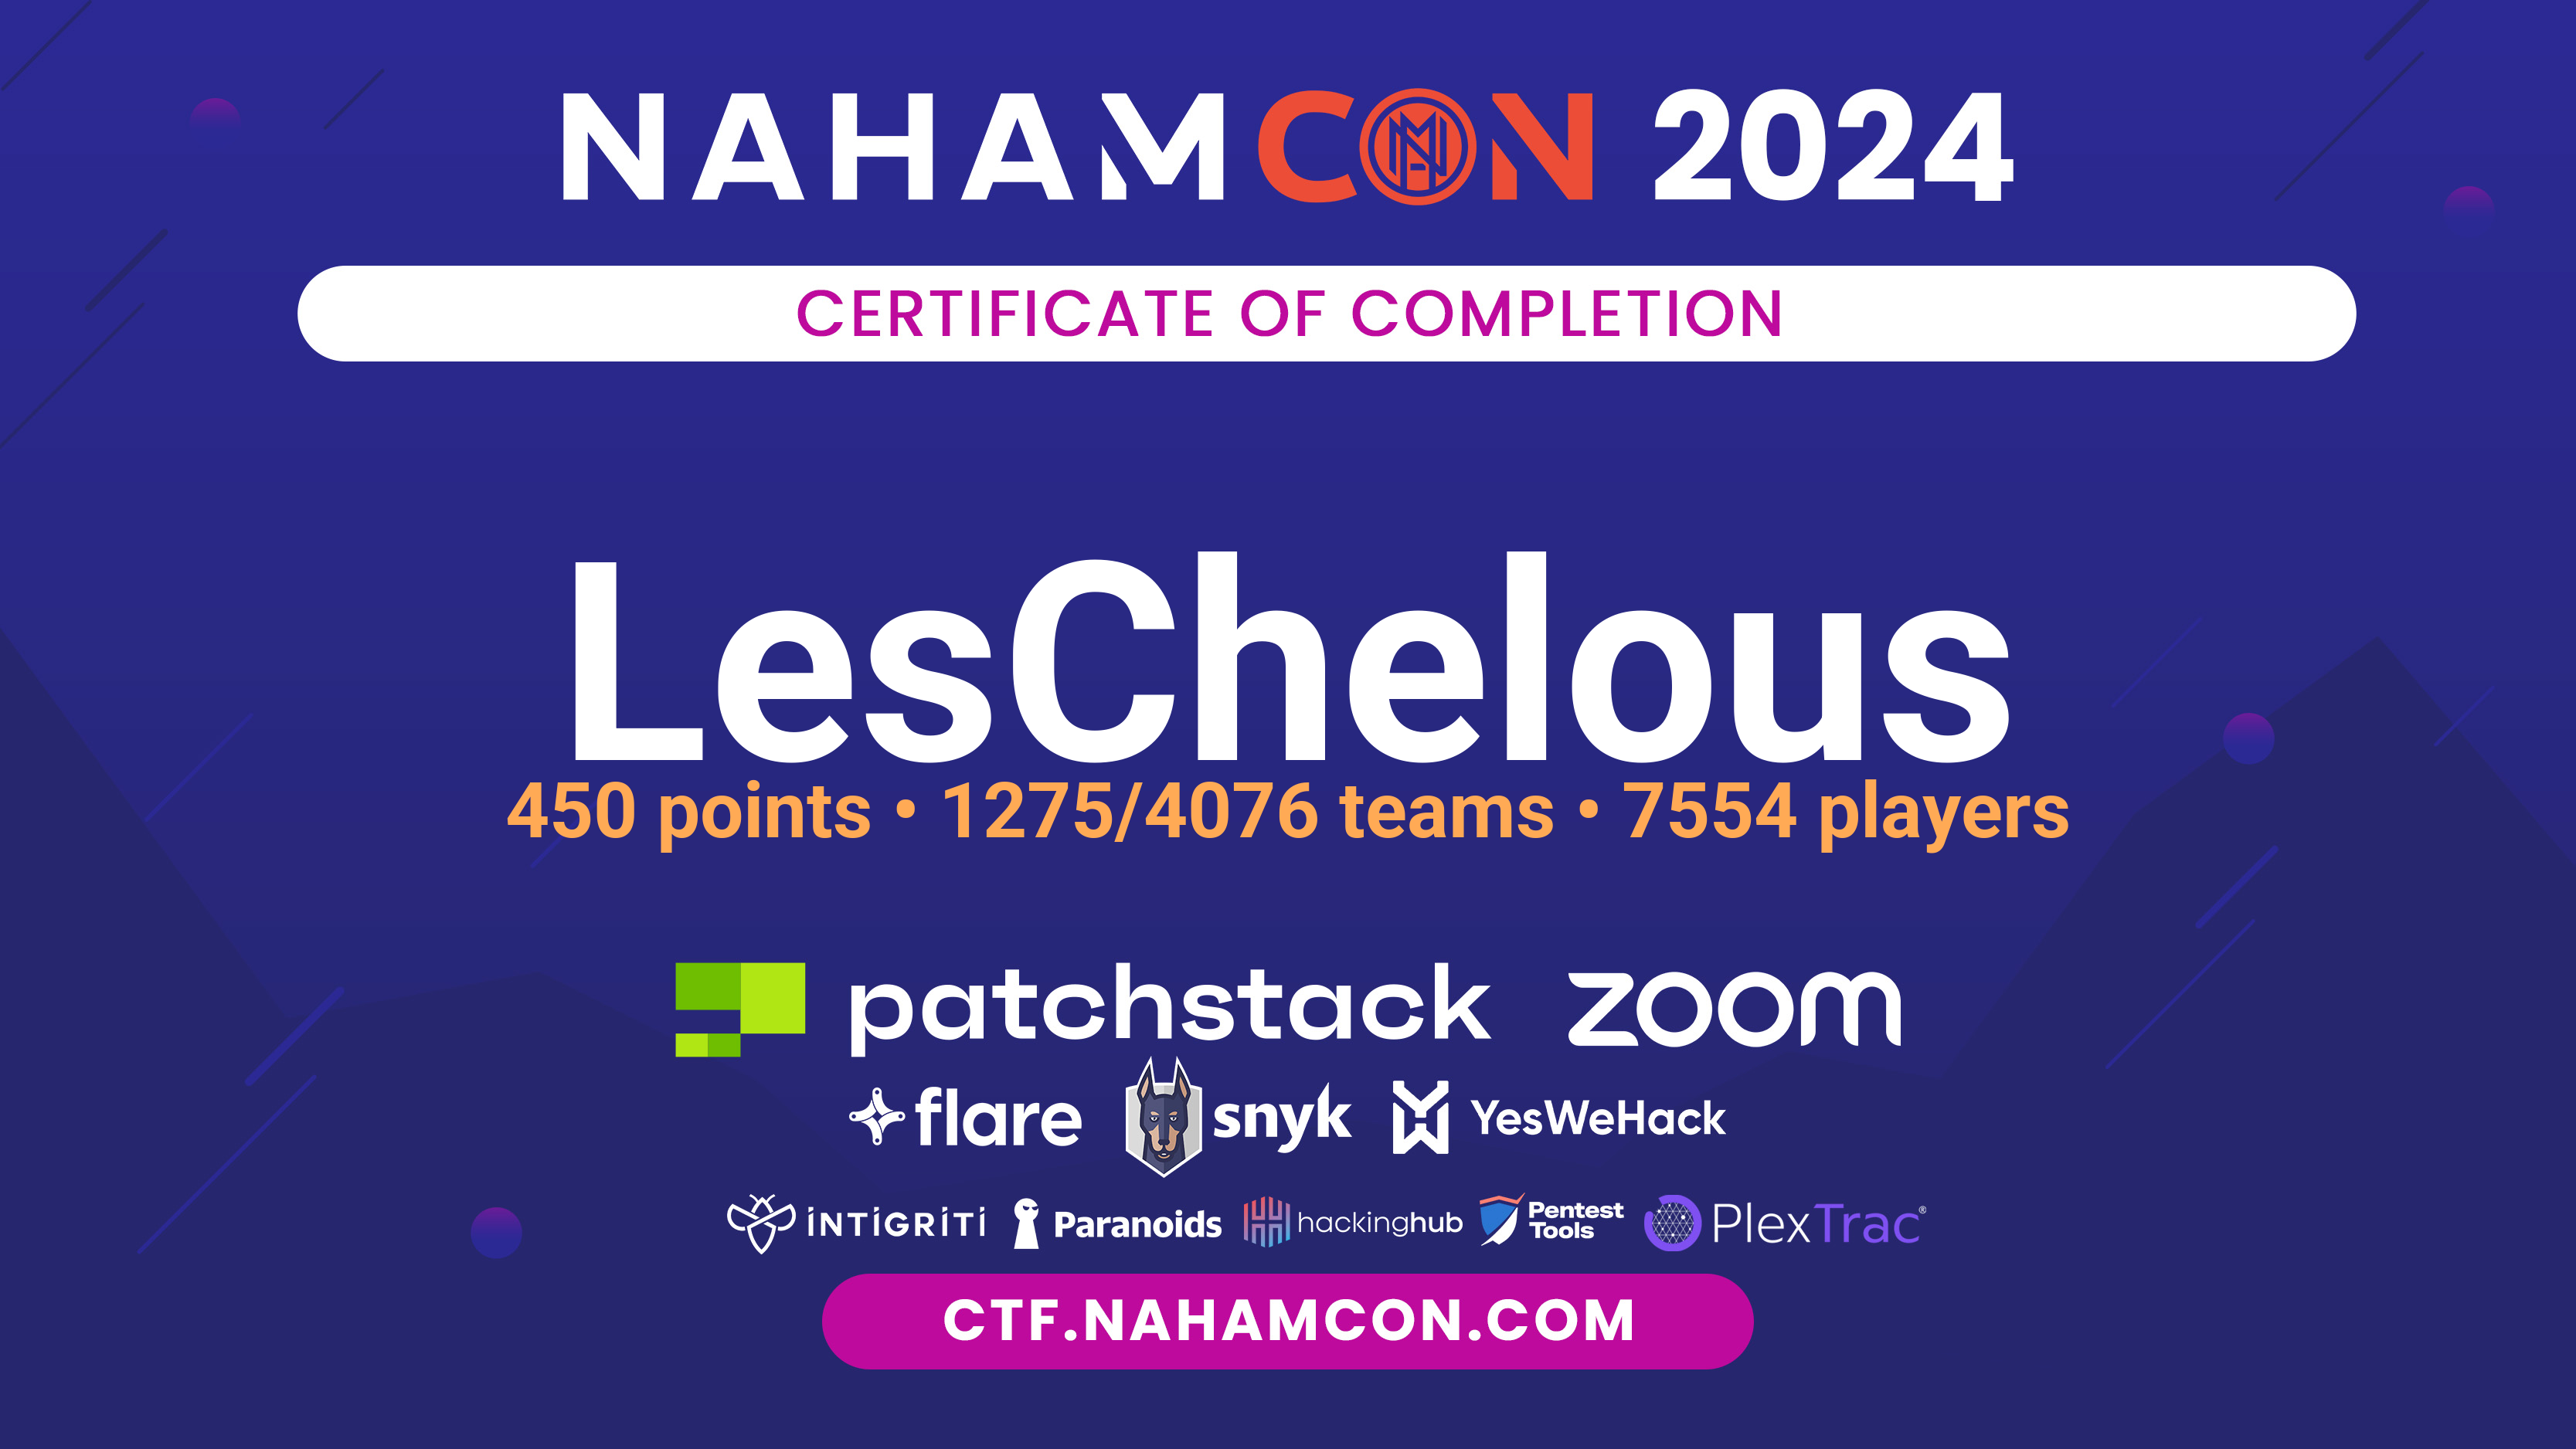 NAHAMCON 2024
CERTIFICATE OF COMPLETION
LesChelous
450 points • 1275/4076 teams • 7554 players
patchstack zoom
flare snyk YesWeHack
INTIGRITI Paranoids hackinghub Pentest Tools PlexTrac®
CTF.NAHAMCON.COM